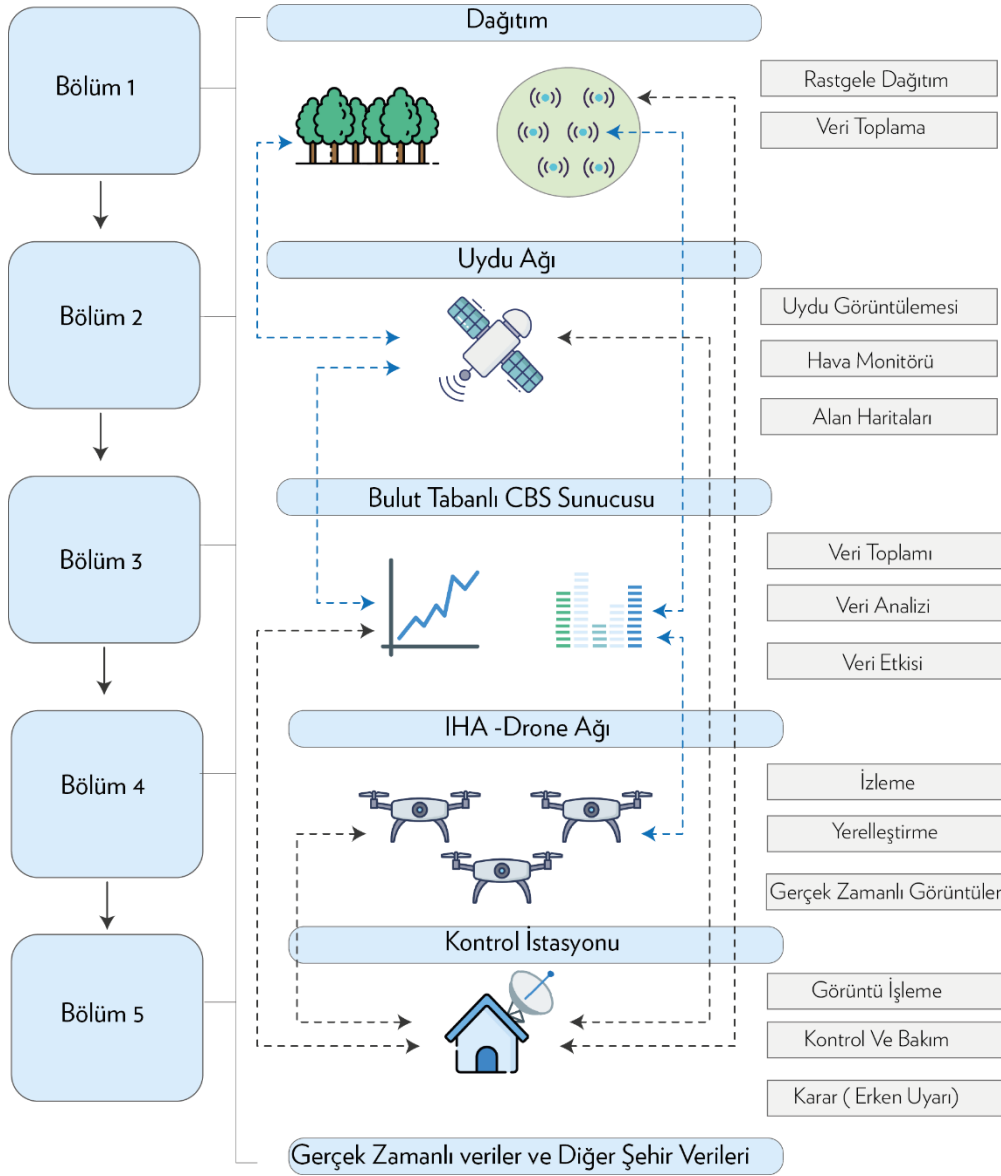 Bölüm 1
Dağıtım
Rastgele Dağıtım
Veri Toplama
Bölüm 2
Uydu Ağı
Uydu Görüntülemesi
Hava Monitörü
Alan Haritaları
Bölüm 3
Bulut Tabanlı CBS Sunucusu
Veri Toplamı
Veri Analizi
Veri Etkisi
Bölüm 4
IHA -Drone Ağı
İzleme
Yerelleştirme
Gerçek Zamanlı Görüntüler
Bölüm 5
Kontrol İstasyonu
Görüntü İşleme
Kontrol Ve Bakım
Karar ( Erken Uyarı)
Gerçek Zamanlı veriler ve Diğer Şehir Verileri